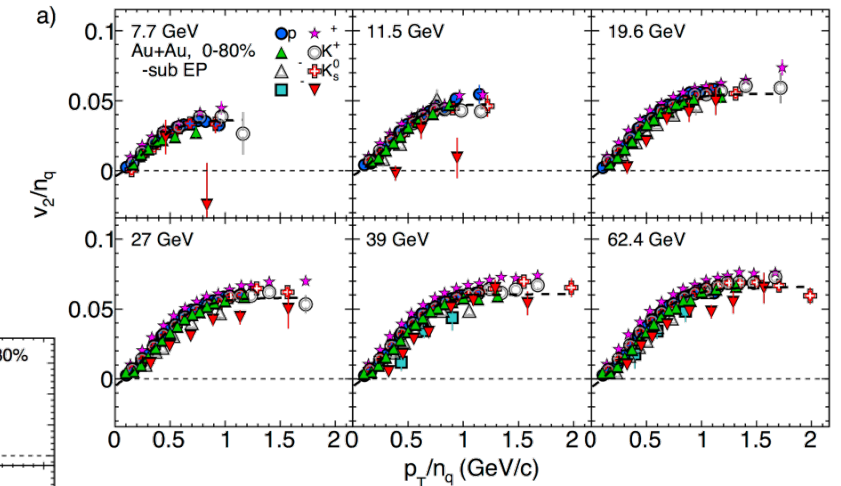 a)
7.7 GeV
Au+Au, 0-80%
-sub EP
p
+
K+
-
K0s
-
11.5 GeV
19.6 GeV
0.1
0.05
0
v2/nq
27 GeV
39 GeV
62.4 GeV
0.1
0.05
0
80%
0 0.5 1 1.5 2 0 0.5 1 1.5 2 0 0.5 1 1.5 2
pT/nq (GeV/c)